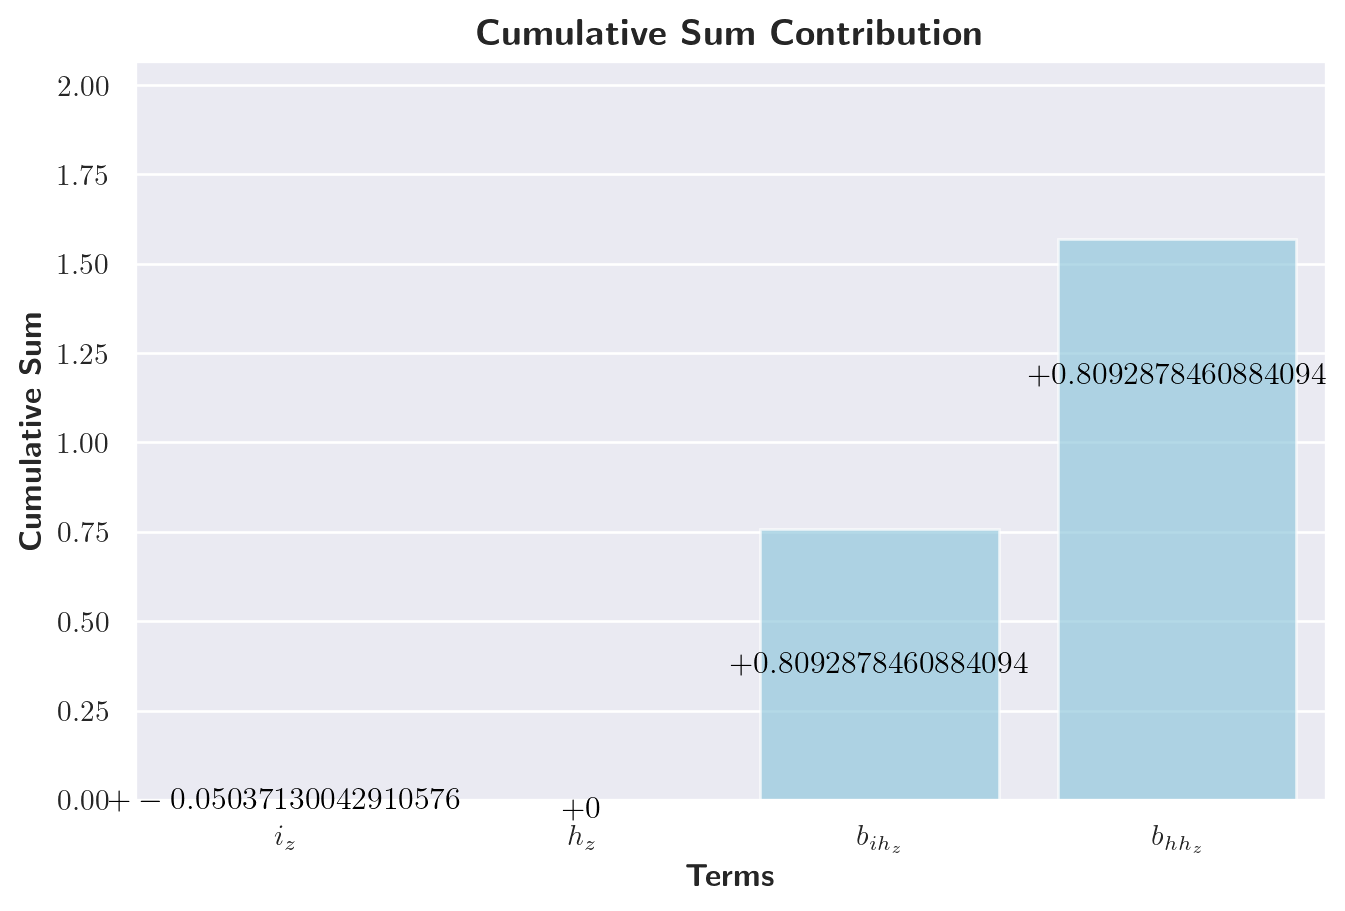 Cumulative Sum Contribution
Cumulative Sum
2.00
1.75
1.50
1.25
1.00
0.75
0.50
0.25
0.00
+0.8092878460884094
+0.8092878460884094
+ − 0.05037130042910576
+0
i_z
h_z
b_{ih_z}
b_{hh_z}
Terms